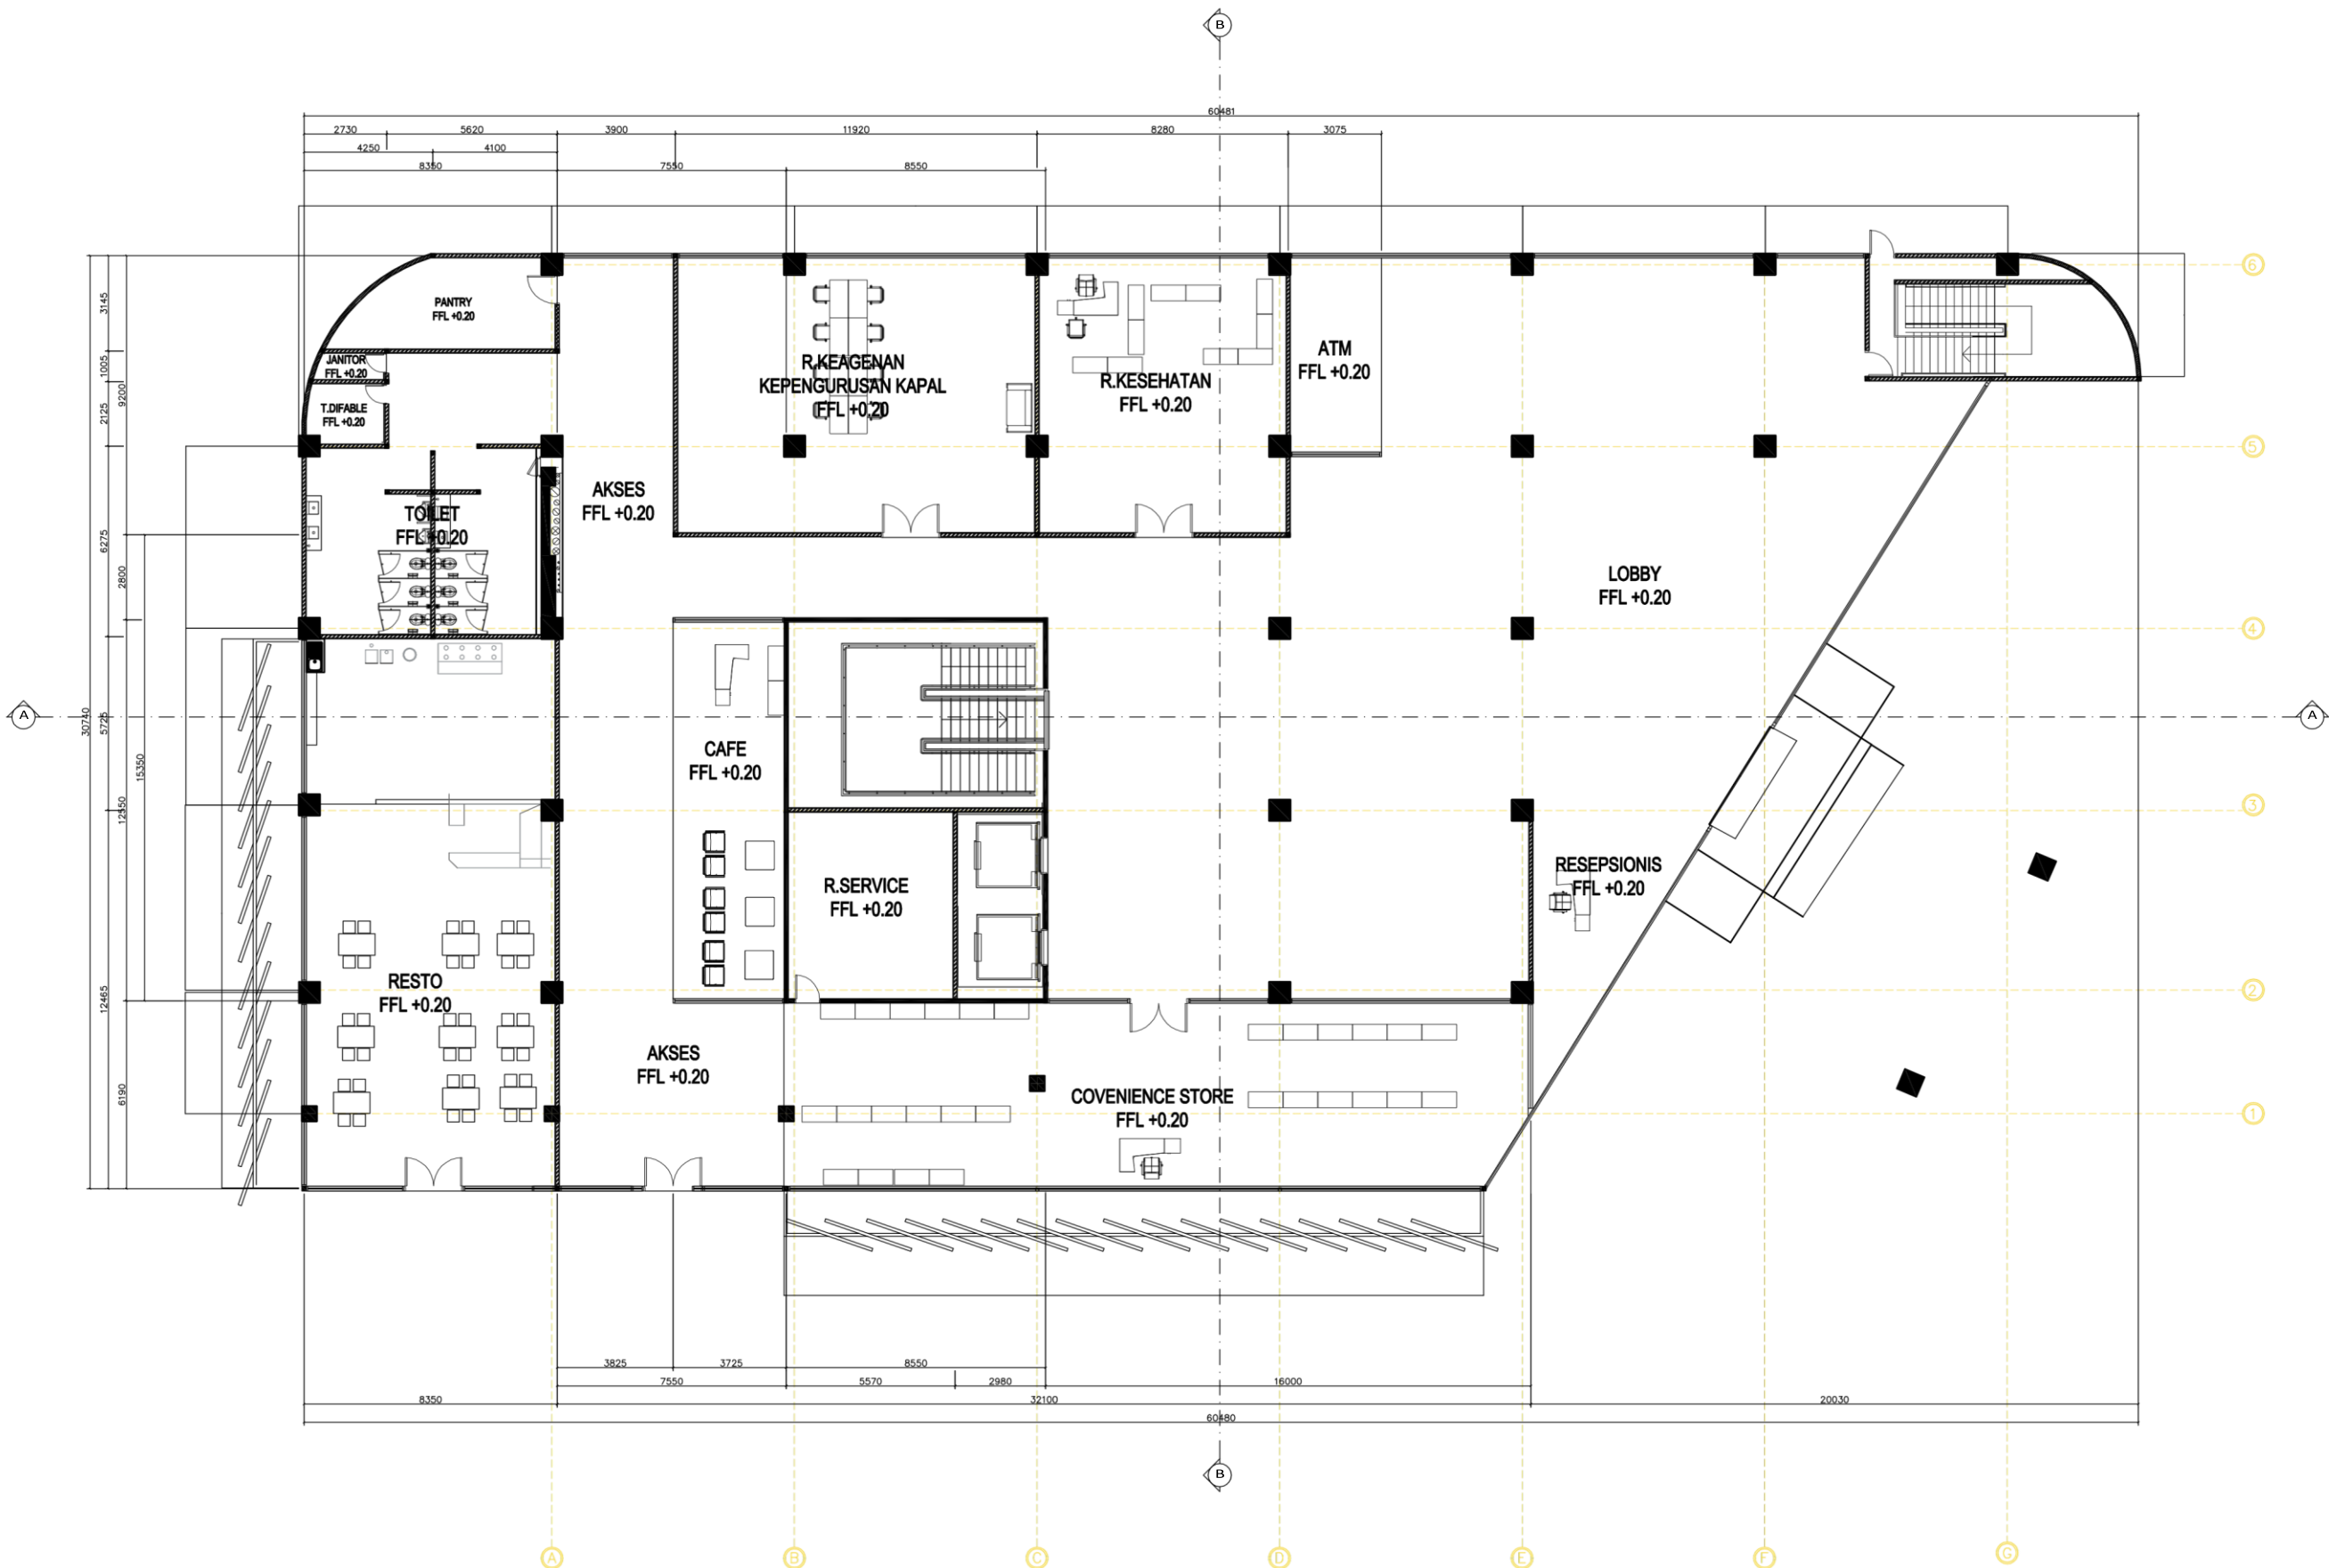 B
60481
2730 5620 3900 11920 8280 3075
4250 4100
8350 7550 8550
6
PANTRY
FFL +0.20
3145
JANITOR
FFL +0.20
1005
9200
T.DIFABLE
FFL +0.20
2125
R.KEAGENAN
KEPENGURUSAN KAPAL
FFL +0.20
R.KESEHATAN
FFL +0.20
ATM
FFL +0.20
5
AKSES
FFL +0.20
TOILET
FFL +0.20
6275
2800
LOBBY
FFL +0.20
4
A
A
30740
5725
15350
12550
CAFE
FFL +0.20
3
R.SERVICE
FFL +0.20
RESEPSIONIS
FFL +0.20
RESTO
FFL +0.20
12465
2
AKSES
FFL +0.20
6190
COVENIENCE STORE
FFL +0.20
1
3825 3725 8550
7550 5570 2980 16000
8350 32100 20030
60480
B
A B C D E F G